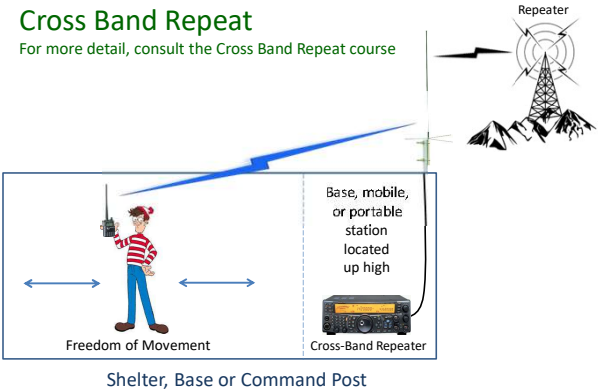 Cross Band Repeat
For more detail, consult the Cross Band Repeat course
Repeater
Base, mobile,
or portable
station
located
up high
Freedom of Movement
Cross-Band Repeater
Shelter, Base or Command Post